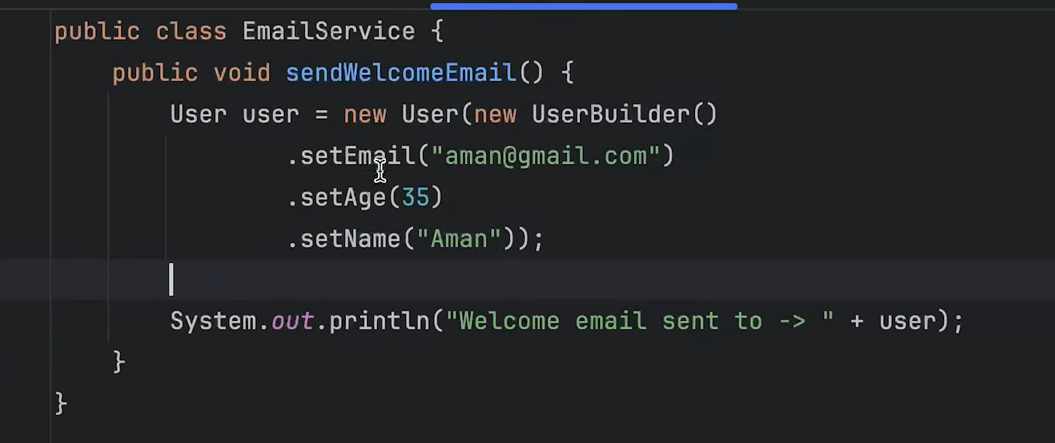 public class EmailService {
public void sendWelcomeEmail() {
User user = new User(new UserBuilder()
.setEmail("aman@gmail.com")
.setAge(35)
.setName("Aman"));
System.out.println("Welcome email sent to -> " + user);
}
}